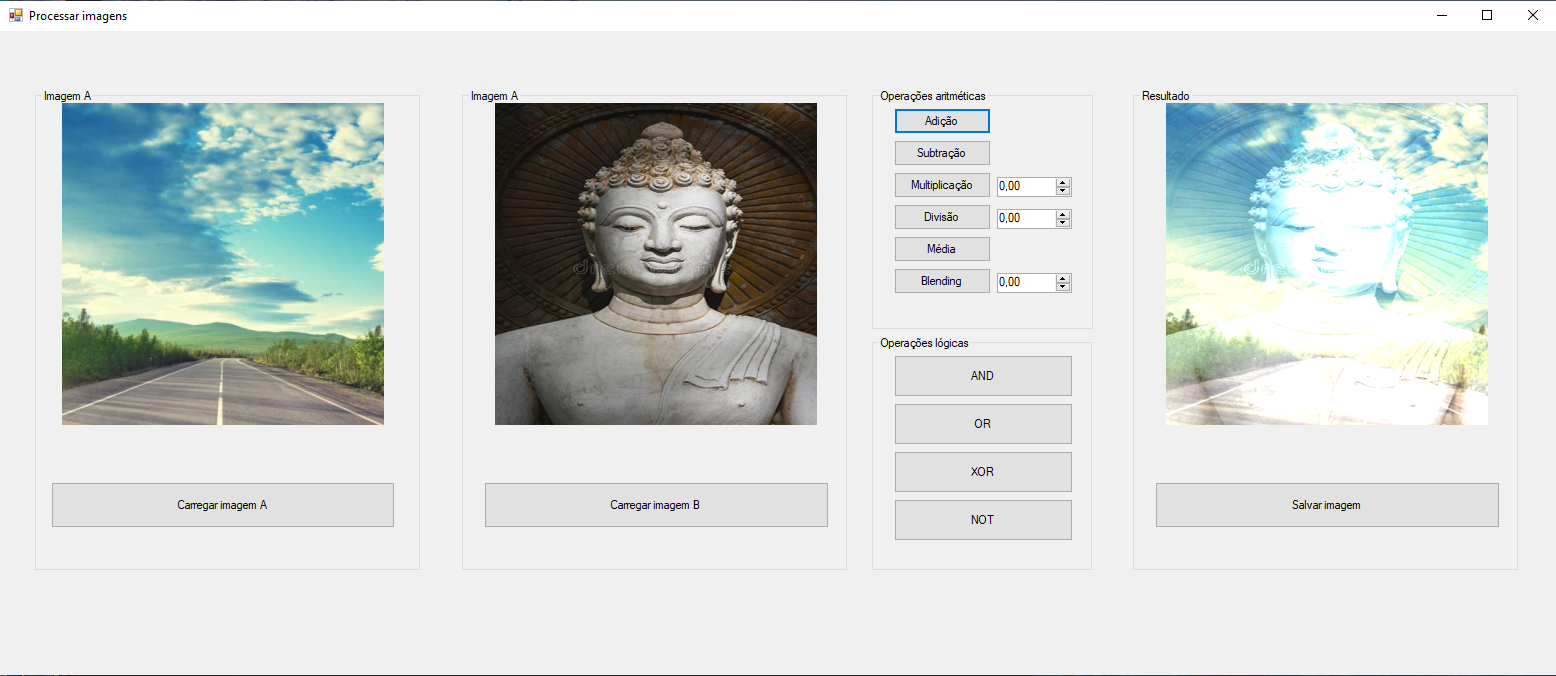 Processar imagens
Imagem A
Carregar imagem A
Imagem A
Carregar imagem B
Operações aritméticas
Adição
Subtração
Multiplicação 0,00
Divisão 0,00
Média
Blending 0,00
Operações lógicas
AND
OR
XOR
NOT
Resultado
Salvar imagem